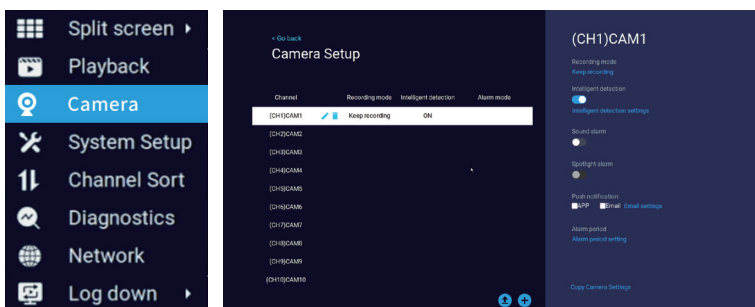 Split screen
Playback
Camera
System Setup
Channel Sort
Diagnostics
Network
Log down
< Go back
Camera Setup
Channel Recording mode Intelligent detection Alarm mode
(CH1)CAM1 Keep recording ON
(CH2)CAM2
(CH3)CAM3
(CH4)CAM4
(CH5)CAM5
(CH6)CAM6
(CH7)CAM7
(CH8)CAM8
(CH9)CAM9
(CH10)CAM10
(CH1)CAM1
Recording mode
Keep recording
Intelligent detection
Intelligent detection settings
Sound alarm
Spotlight alarm
Push notification
APP Email Email settings
Alarm period
Alarm period setting
Copy Camera Settings